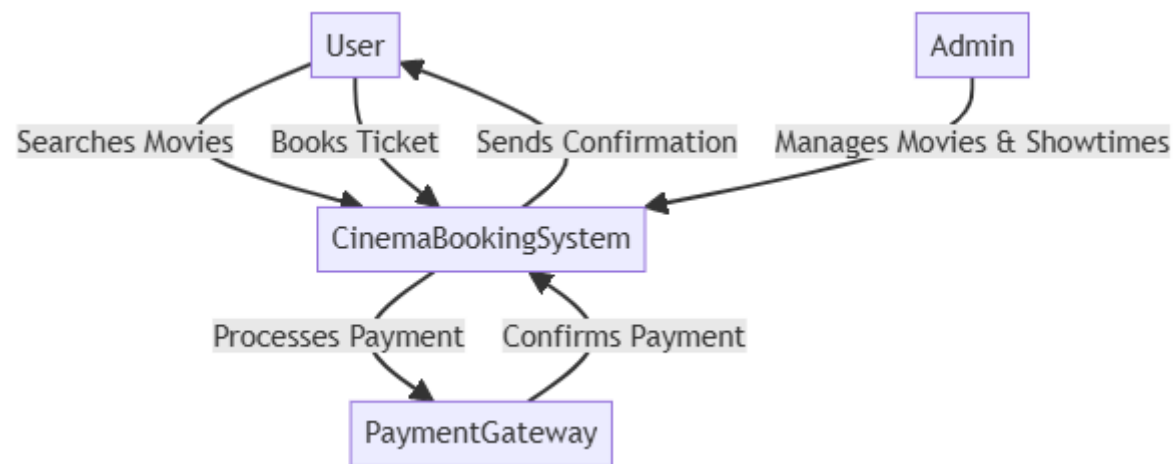 User
Admin
Searches Movies
Books Ticket
Sends Confirmation
Manages Movies & Showtimes
CinemaBookingSystem
Processes Payment
Confirms Payment
PaymentGateway